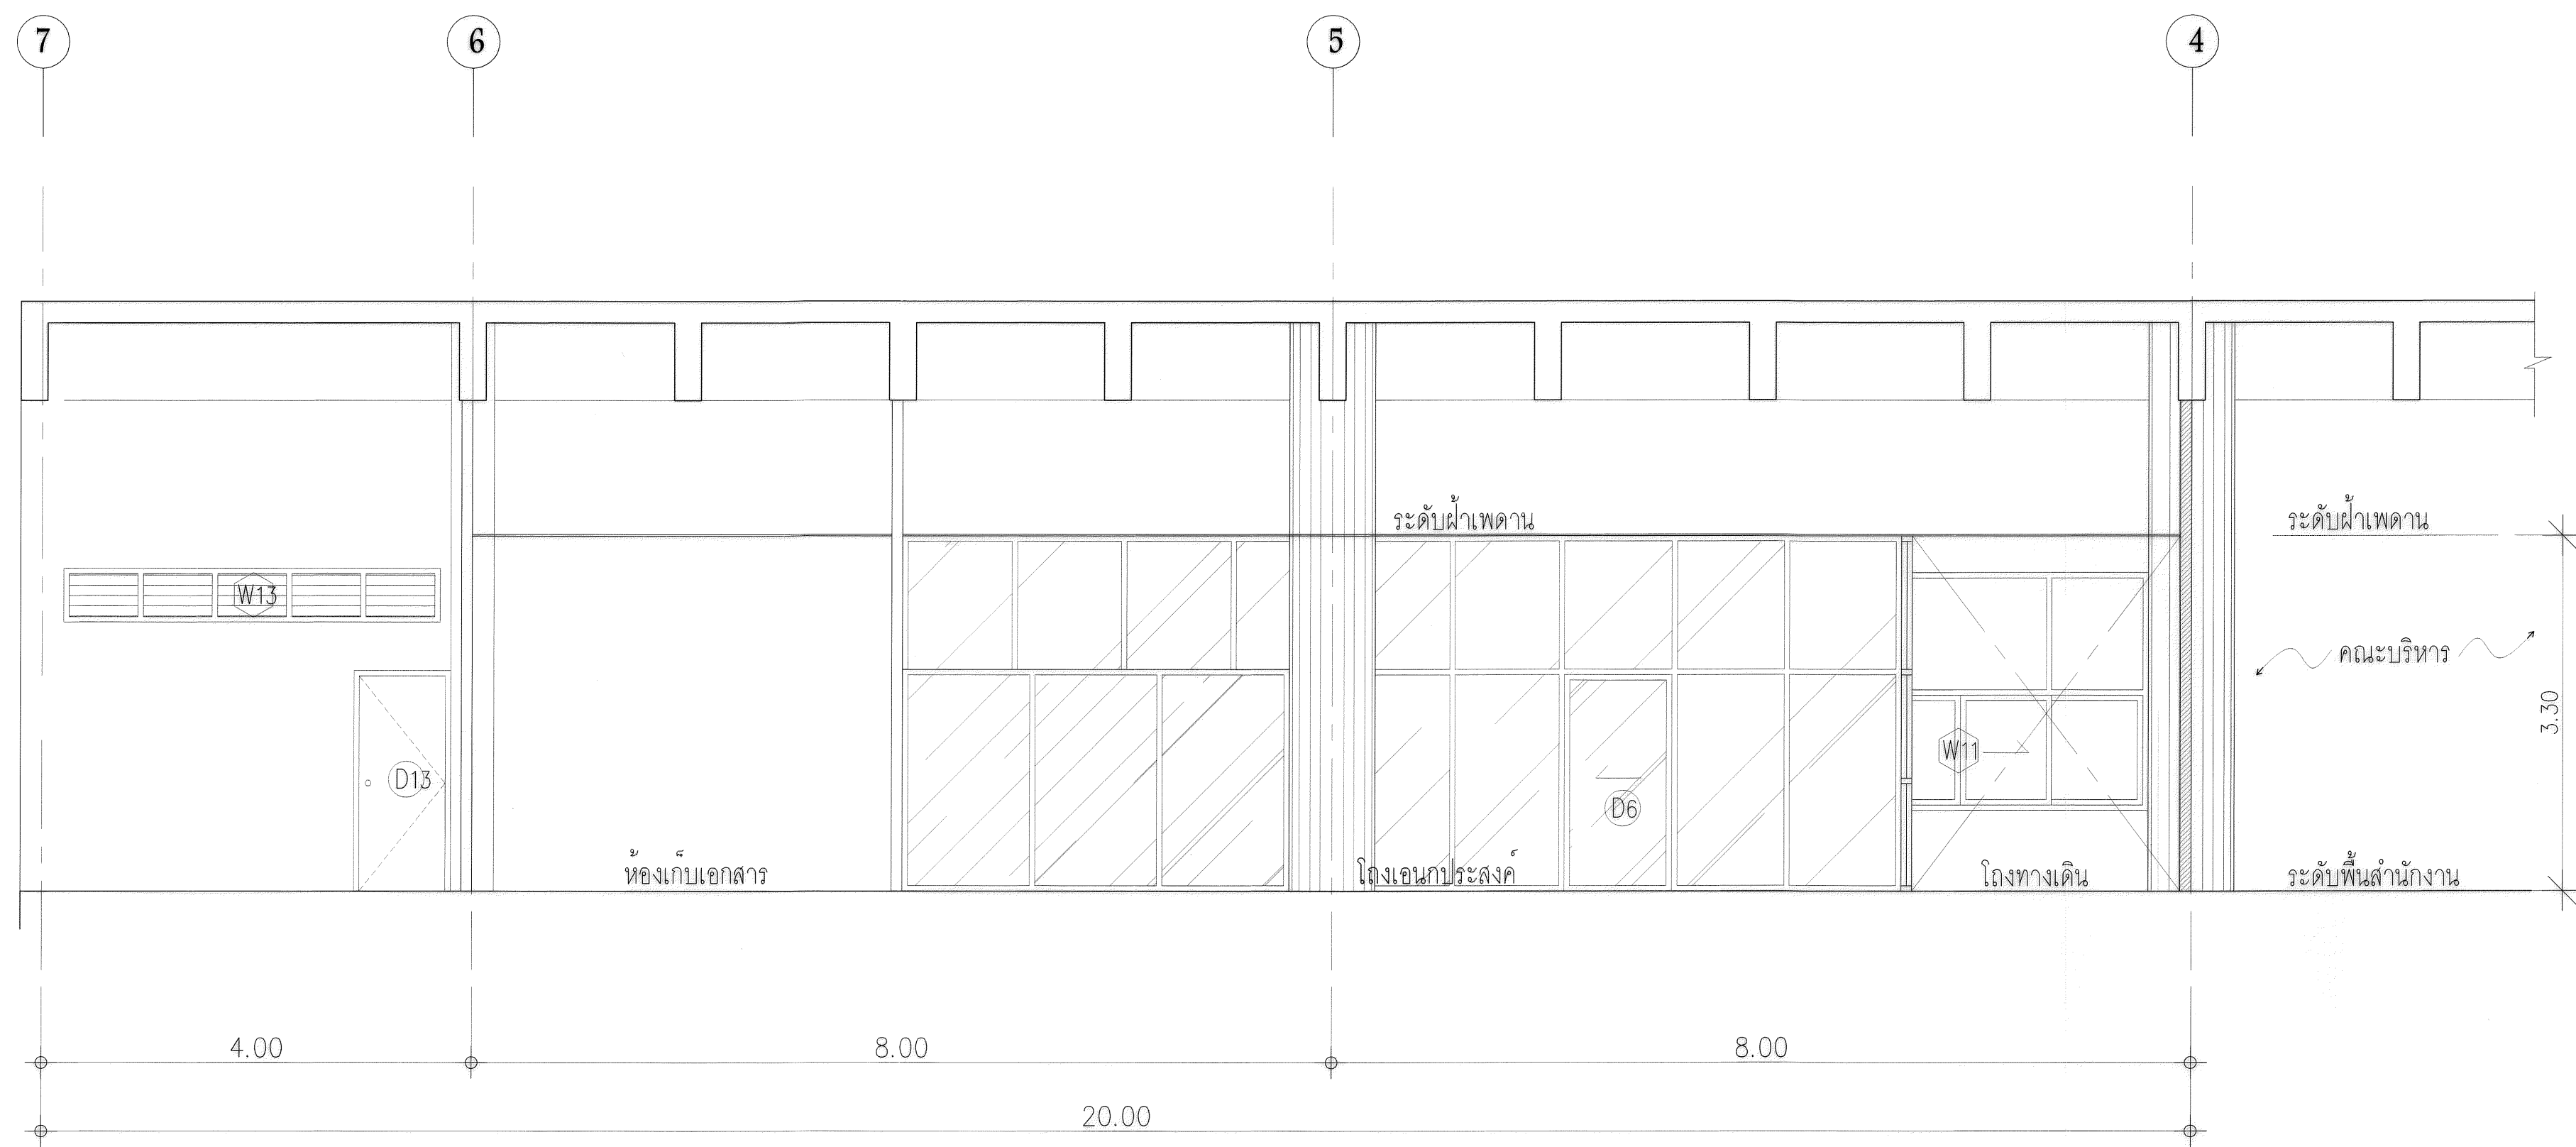 7
6
5
4
ระดับฝ้าเพดาน
ระดับฝ้าเพดาน
W13
คณะบริหาร
3.30
W11
D13
D6
ห้องเก็บเอกสาร
โถงเอนกประสงค์
โถงทางเดิน
ระดับพื้นสำนักงาน
4.00
8.00
8.00
20.00